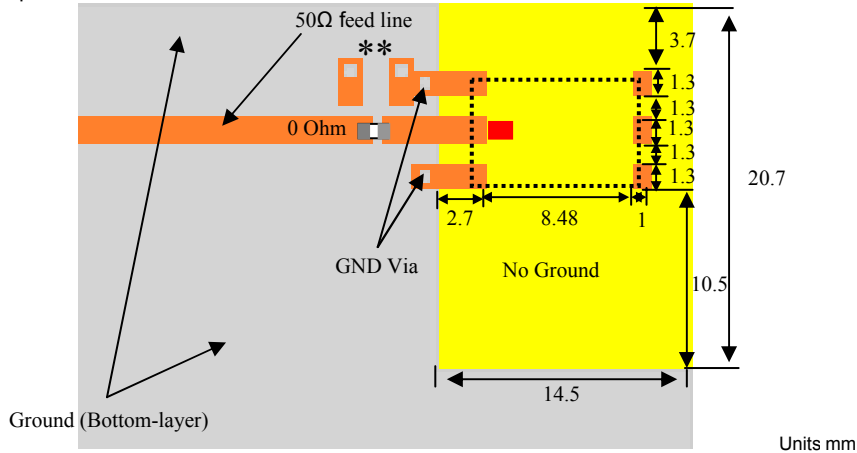 50Ω feed line
**
3.7
1.3
1.3
0 Ohm
1.3
1.3
1.3
20.7
2.7
8.48
1
GND Via
No Ground
10.5
14.5
Ground (Bottom-layer)
Units mm